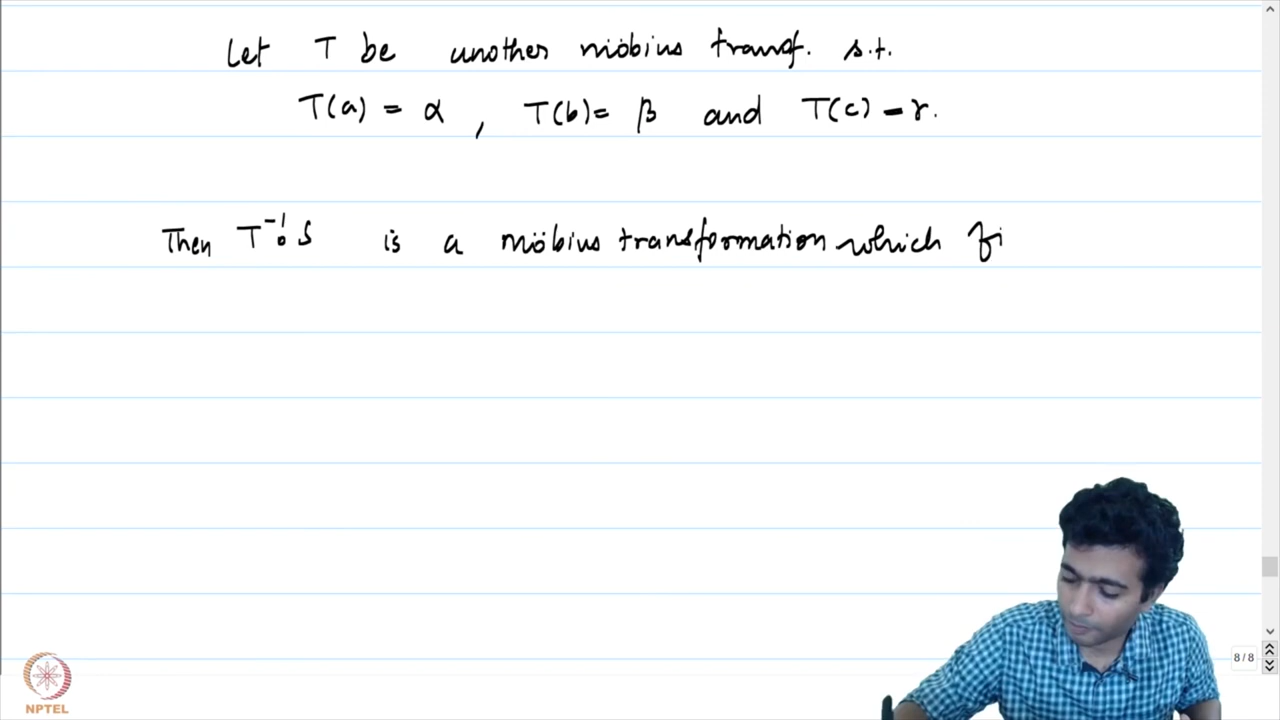 Let T be another möbius transf. s.t.
T(a) = α , T(b) = β and T(c) = γ.
Then T⁻¹∘S is a möbius transformation which fi
8 / 8
NPTEL